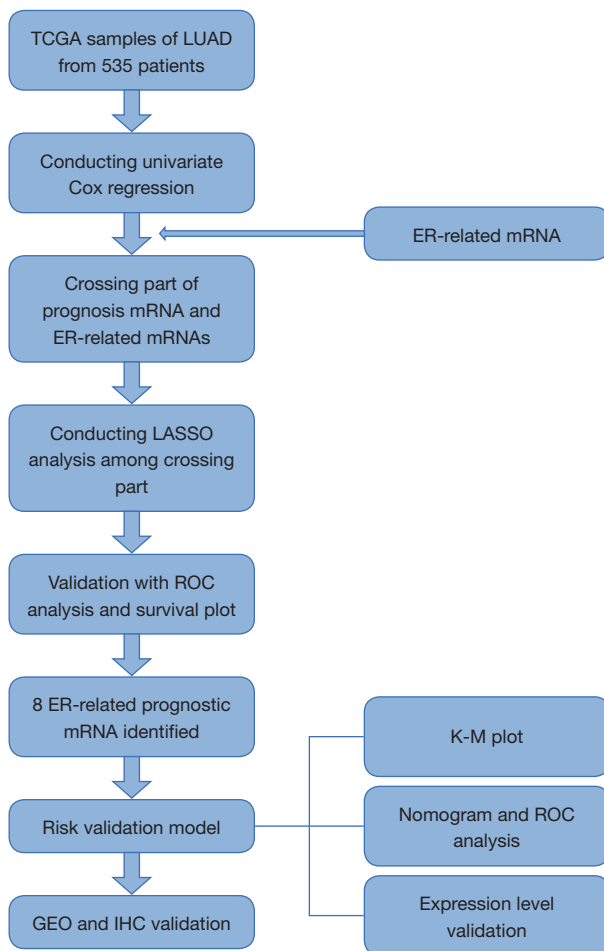 TCGA samples of LUAD
from 535 patients
Conducting univariate
Cox regression
ER-related mRNA
Crossing part of
prognosis mRNA and
ER-related mRNAs
Conducting LASSO
analysis among crossing
part
Validation with ROC
analysis and survival plot
8 ER-related prognostic
mRNA identified
Risk validation model
K-M plot
Nomogram and ROC
analysis
Expression level
validation
GEO and IHC validation